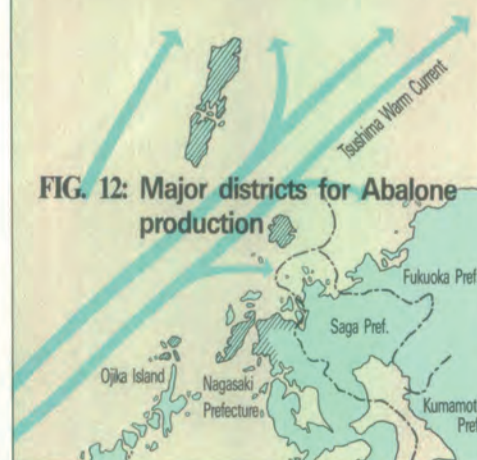 Tsushima Warm Current
FIG. 12: Major districts for Abalone
production
Fukuoka Pref
Saga Pref.
Ojika Island
Nagasaki
Prefecture
Kumamot
Pref